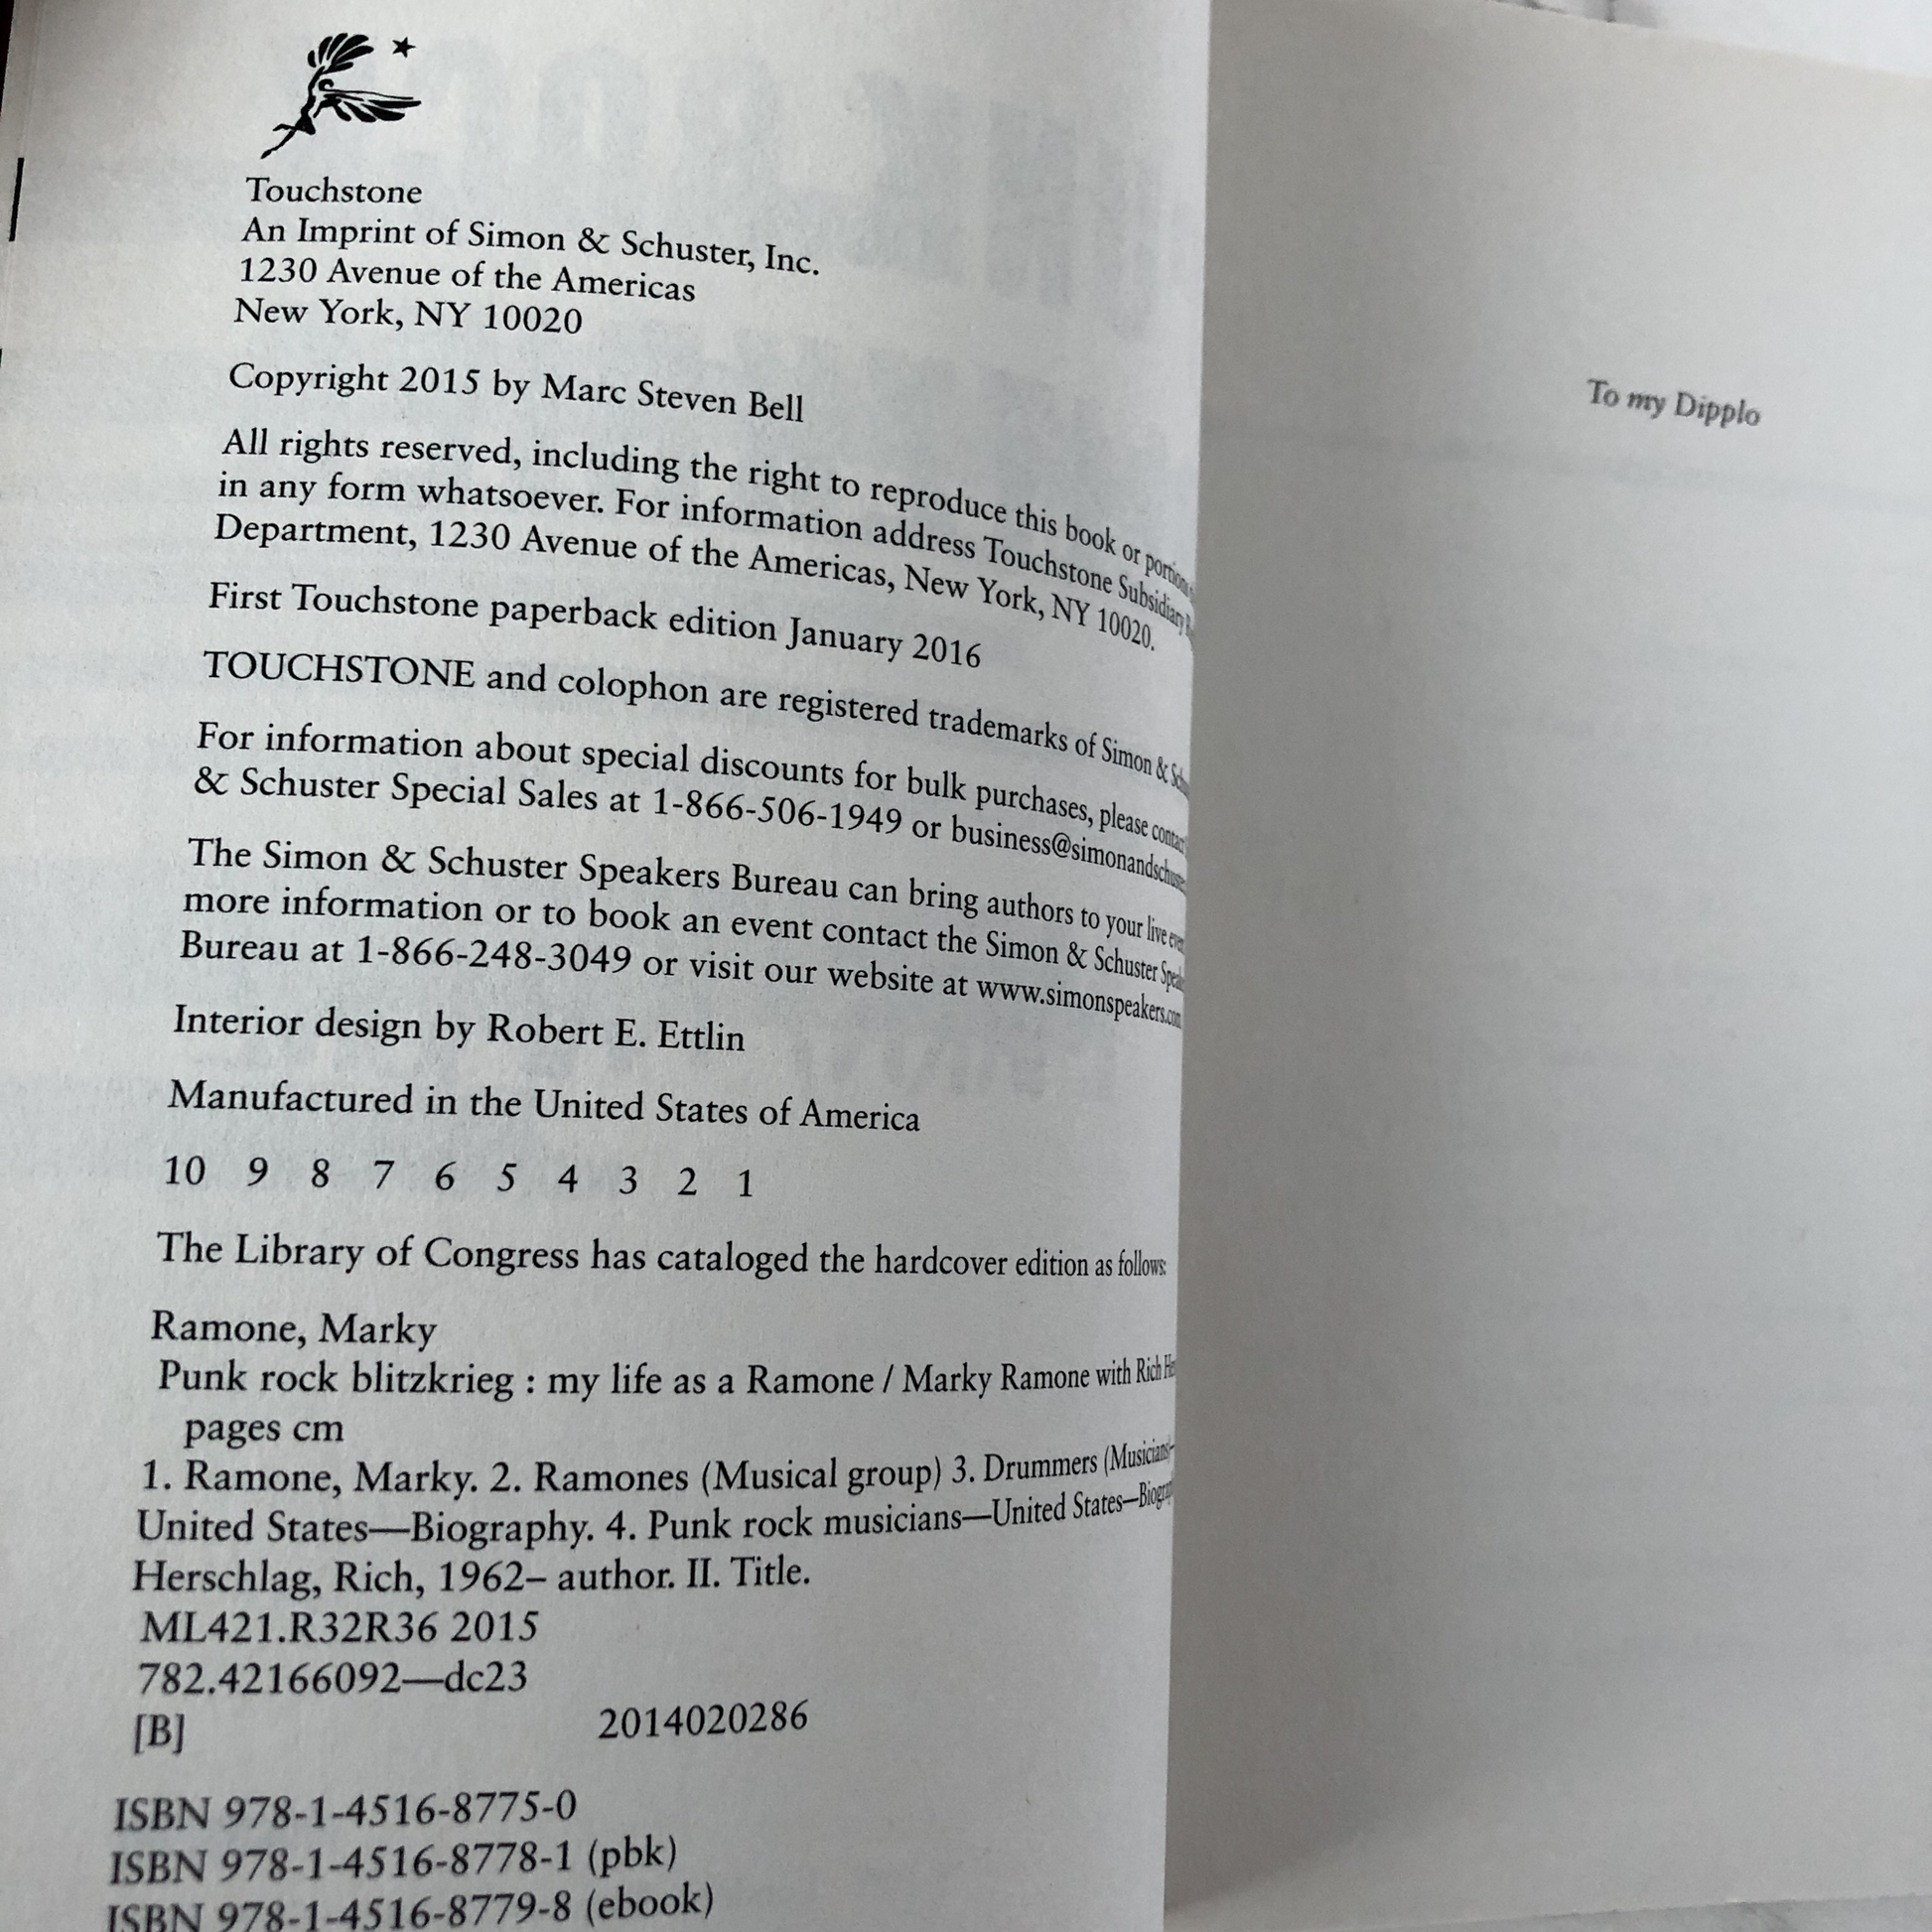 Touchstone
An Imprint of Simon & Schuster, Inc.
1230 Avenue of the Americas
New York, NY 10020
Copyright 2015 by Marc Steven Bell
All rights reserved, including the right to reproduce this book or portions
in any form whatsoever. For information address Touchstone Subsidiary
Department, 1230 Avenue of the Americas, New York, NY 10020.
First Touchstone paperback edition January 2016
TOUCHSTONE and colophon are registered trademarks of Simon &
For information about special discounts for bulk purchases, please contact
& Schuster Special Sales at 1-866-506-1949 or business@simonandschuste
The Simon & Schuster Speakers Bureau can bring authors to your live
more information or to book an event contact the Simon & Schuster
Bureau at 1-866-248-3049 or visit our website at www.simonspeakers.com
Interior design by Robert E. Ettlin
Manufactured in the United States of America
10 9 8 7 6 5 4 3 2 1
The Library of Congress has cataloged the hardcover edition as follows:
Ramone, Marky
Punk rock blitzkrieg : my life as a Ramone / Marky Ramone with Rich
pages cm
1. Ramone, Marky. 2. Ramones (Musical group) 3. Drummers (Musicians)—
United States—Biography. 4. Punk rock musicians—United States—
Herschlag, Rich, 1962– author. II. Title.
ML421.R32R36 2015
782.42166092—dc23
[B] 2014020286
ISBN 978-1-4516-8775-0
ISBN 978-1-4516-8778-1 (pbk)
ISBN 978-1-4516-8779-8 (ebook)
To my Dipplo